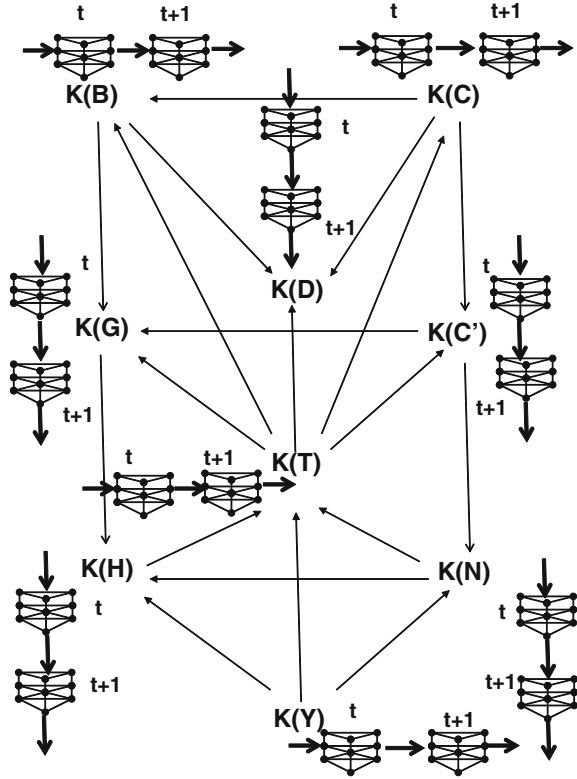 t t+1 t t+1
K(B) K(C)
t
t+1
K(D)
t t
K(G) K(C’)
t+1 t+1
K(T)
t t+1
K(H) K(N)
t t
t+1 t+1
K(Y)
t t+1